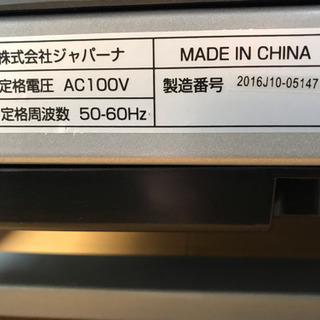 株式会社ジャパーナ
定格電圧 AC100V
定格周波数 50-60Hz
MADE IN CHINA
製造番号 2016J10-05147